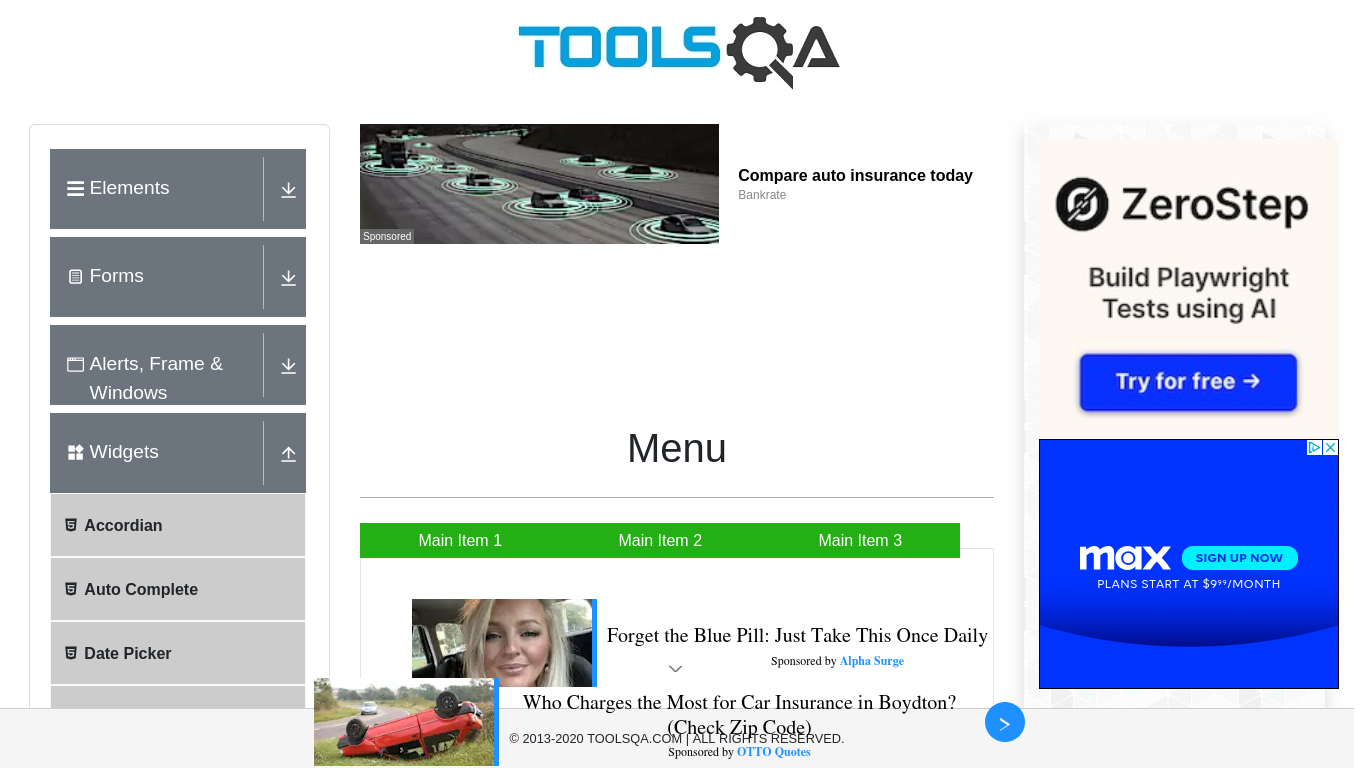 TOOLSQA
Elements
Forms
Alerts, Frame &
Windows
Widgets
Accordian
Auto Complete
Date Picker
Sponsored
Compare auto insurance today
Bankrate
Menu
Main Item 1
Main Item 2
Main Item 3
Forget the Blue Pill: Just Take This Once Daily
Sponsored by Alpha Surge
Who Charges the Most for Car Insurance in Boydton?
(Check Zip Code)
© 2013-2020 TOOLSQA.COM | ALL RIGHTS RESERVED.
Sponsored by OTTO Quotes
ZeroStep
Build Playwright
Tests using AI
Try for free →
max
SIGN UP NOW
PLANS START AT $9⁹⁹/MONTH